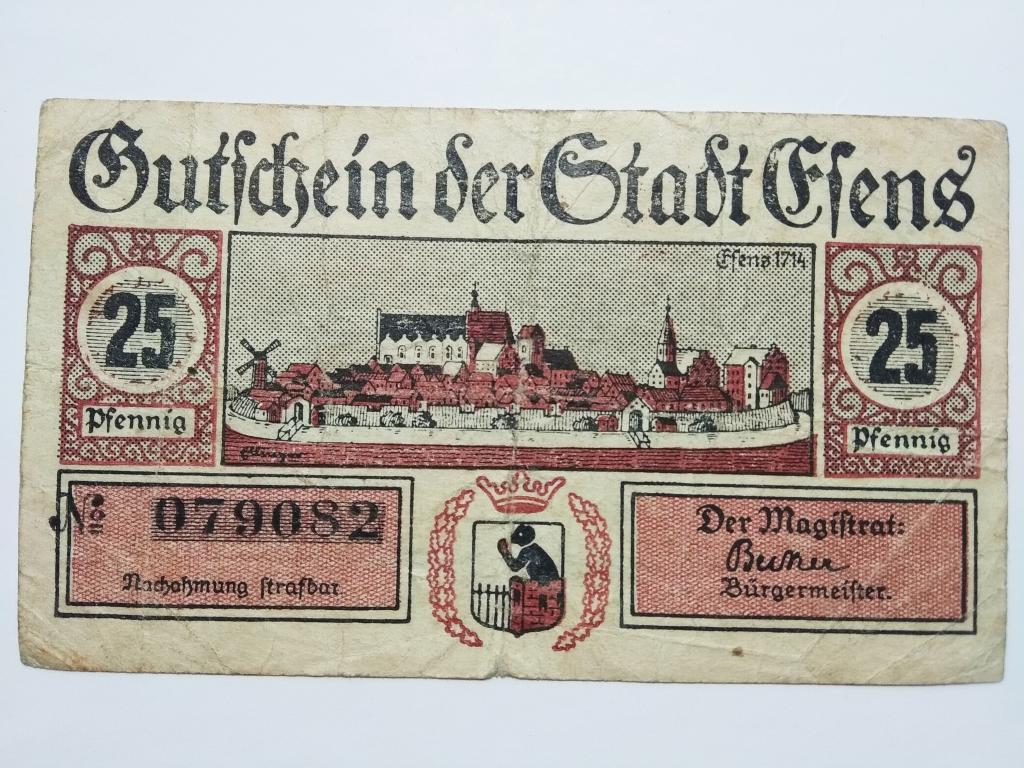 Gutſchein der Stadt Eſens
Eſens 1714
25
Pfennig
25
Pfennig
No 079082
Nachahmung ſtrafbar.
Der Magiſtrat:
Becker
Bürgermeiſter.